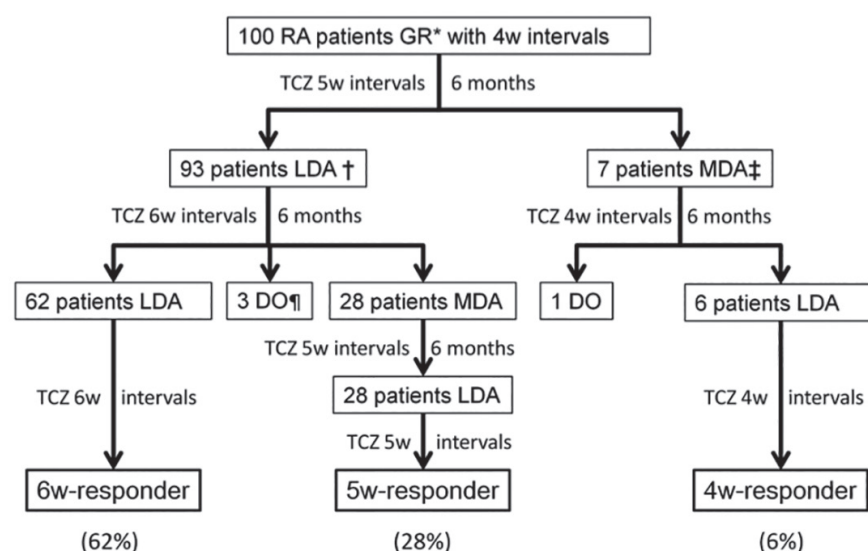 100 RA patients GR* with 4w intervals
TCZ 5w intervals 6 months
93 patients LDA † 7 patients MDA‡
TCZ 6w intervals 6 months TCZ 4w intervals 6 months
62 patients LDA 3 DO¶ 28 patients MDA 1 DO 6 patients LDA
TCZ 5w intervals 6 months
28 patients LDA
TCZ 6w intervals TCZ 4w intervals
TCZ 5w intervals
6w-responder 5w-responder 4w-responder
(62%) (28%) (6%)